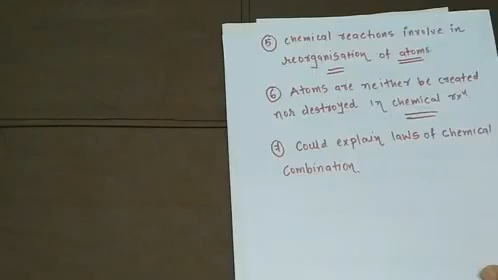 ⑤ Chemical reactions involve in
reorganisation of atoms
⑥ Atoms are neither be created
nor destroyed in chemical rxn.
⑦ Could explain laws of chemical
Combination.